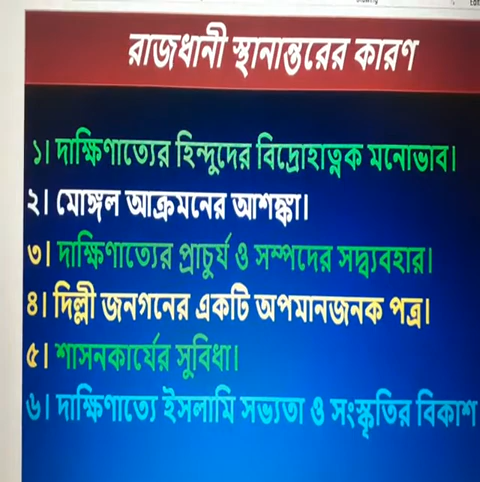 রাজধানী স্থানান্তরের কারণ
১। দাক্ষিণাত্যের হিন্দুদের বিদ্রোহাত্নক মনোভাব।
২। মোঙ্গল আক্রমনের আশঙ্কা।
৩। দাক্ষিণাত্যের প্রাচুর্য ও সম্পদের সদ্ব্যবহার।
৪। দিল্লী জনগনের একটি অপমানজনক পত্র।
৫। শাসনকার্যের সুবিধা।
৬। দাক্ষিণাত্যে ইসলামি সভ্যতা ও সংস্কৃতির বিকাশ